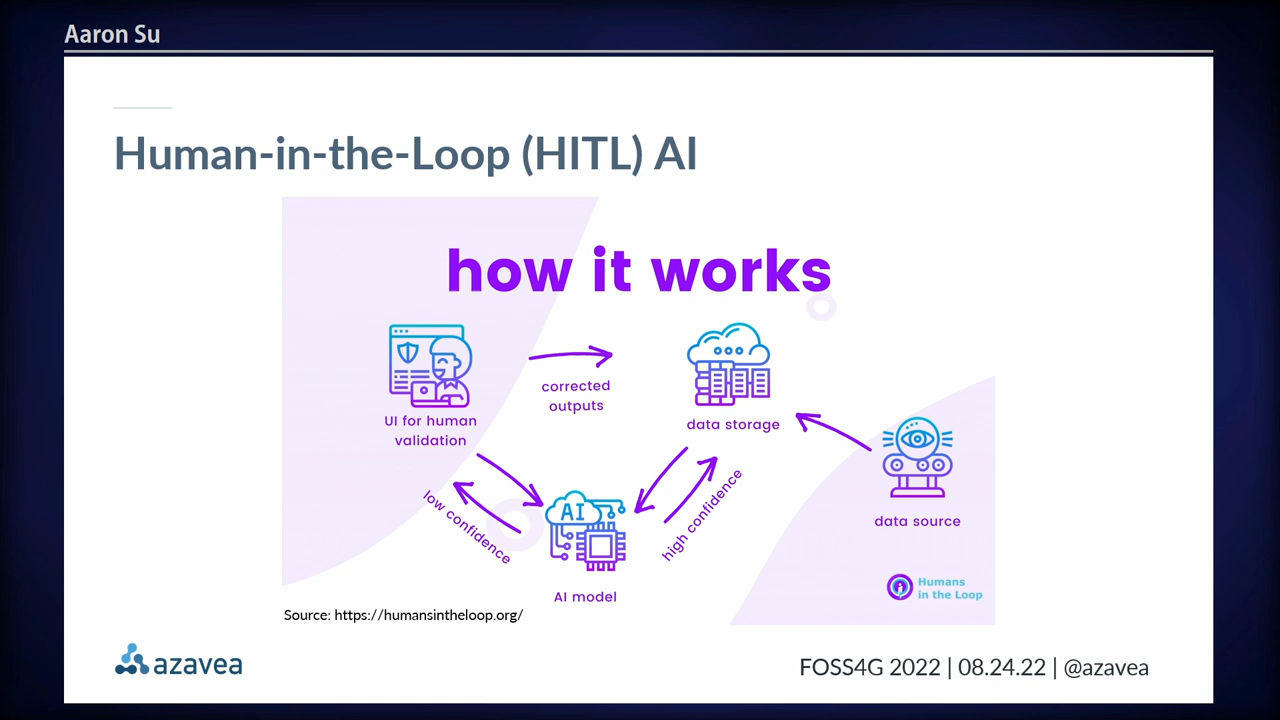 Aaron Su
Human-in-the-Loop (HITL) AI
how it works
corrected
outputs
UI for human
validation
data storage
low confidence
high confidence
AI
AI model
data source
Humans
in the Loop
Source: https://humansintheloop.org/
azavea
FOSS4G 2022 | 08.24.22 | @azavea